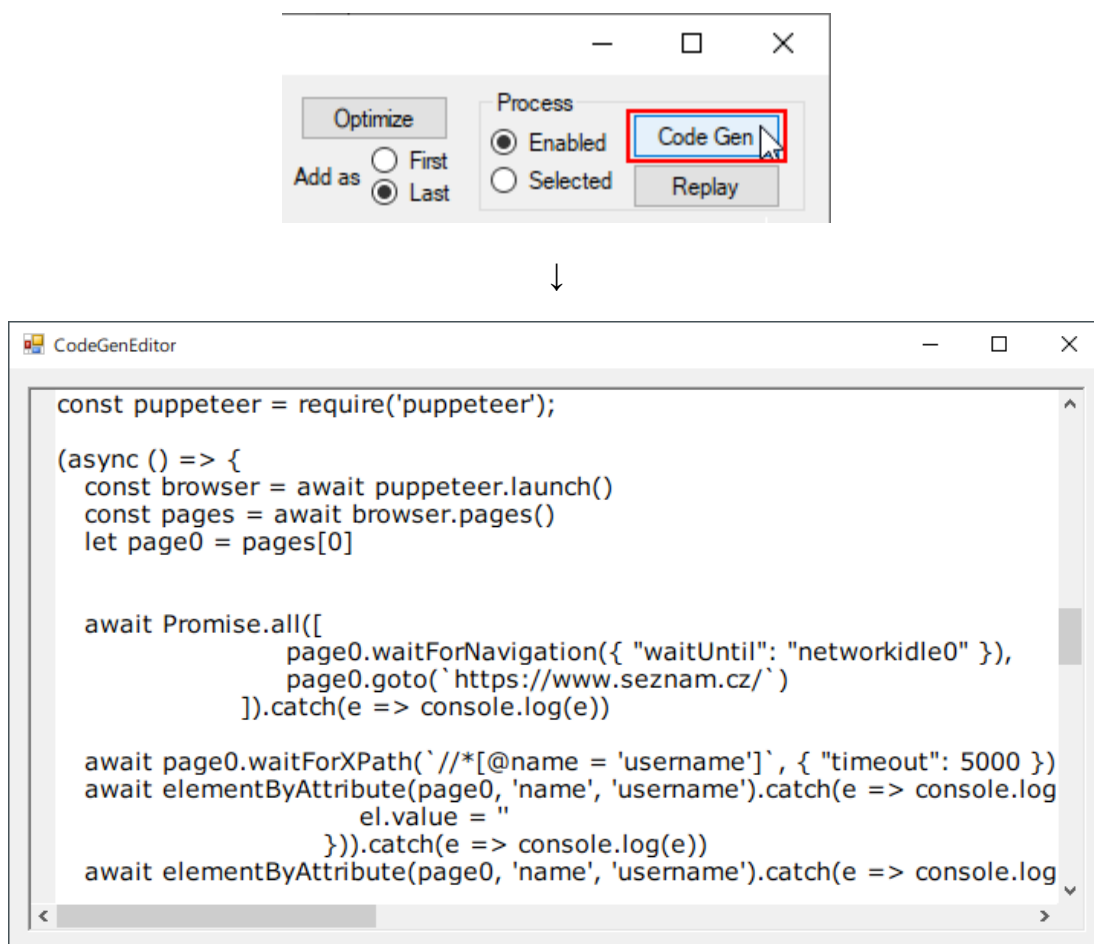 Optimize
Process
Enabled
Code Gen
Add as
First
Last
Selected
Replay
↓
CodeGenEditor
const puppeteer = require('puppeteer');
(async () => {
const browser = await puppeteer.launch()
const pages = await browser.pages()
let page0 = pages[0]
await Promise.all([
page0.waitForNavigation({ "waitUntil": "networkidle0" }),
page0.goto(`https://www.seznam.cz/`)
]).catch(e => console.log(e))
await page0.waitForXPath(`//*[@name = 'username']`, { "timeout": 5000 })
await elementByAttribute(page0, 'name', 'username').catch(e => console.log
el.value = ''
})).catch(e => console.log(e))
await elementByAttribute(page0, 'name', 'username').catch(e => console.log